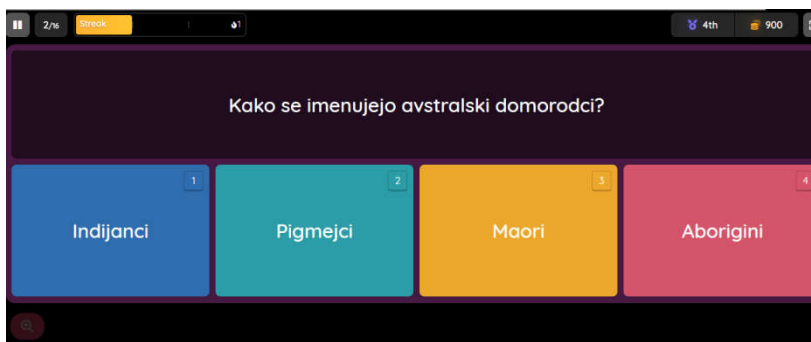 2/16 Streak 1 4th 900
Kako se imenujejo avstralski domorodci?
1 2 3 4
Indijanci Pigmejci Maori Aborigini